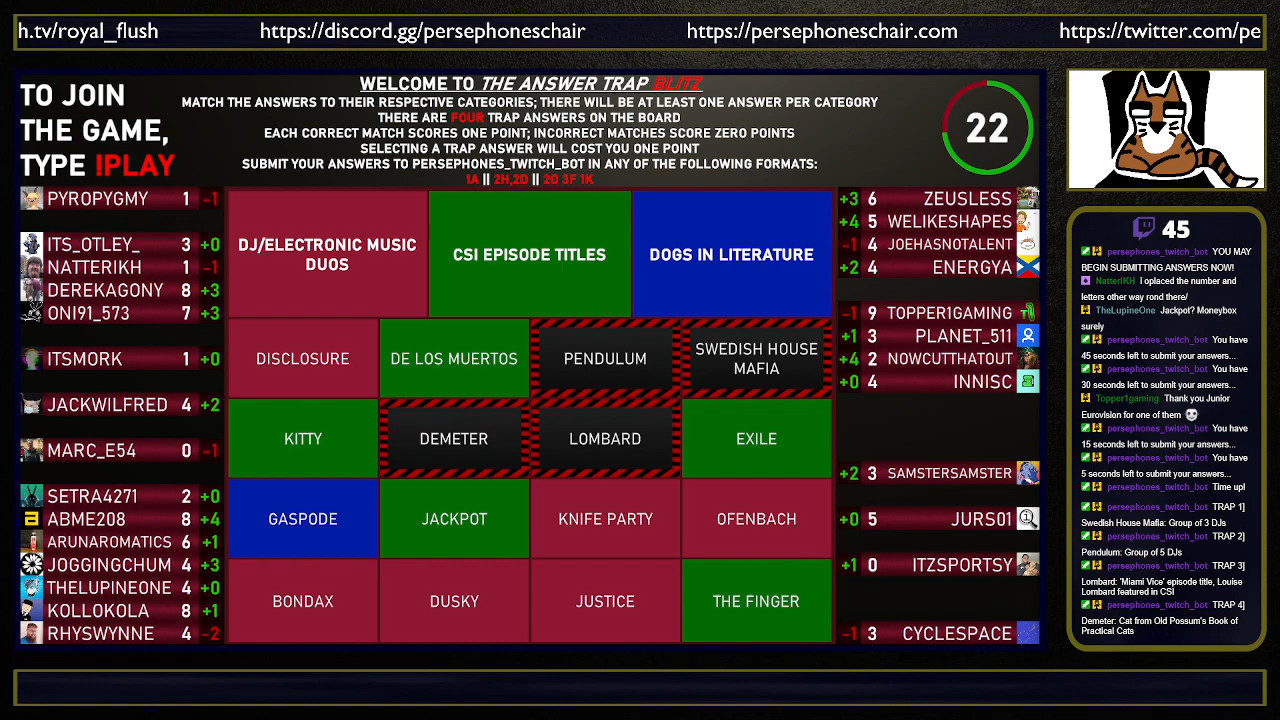 h.tv/royal_flush https://discord.gg/persephoneschair https://persephoneschair.com https://twitter.com/pe
TO JOIN
THE GAME,
TYPE !PLAY
WELCOME TO THE ANSWER TRAP BLITZ
MATCH THE ANSWERS TO THEIR RESPECTIVE CATEGORIES; THERE WILL BE AT LEAST ONE ANSWER PER CATEGORY
THERE ARE FOUR TRAP ANSWERS ON THE BOARD
EACH CORRECT MATCH SCORES ONE POINT; INCORRECT MATCHES SCORE ZERO POINTS
SELECTING A TRAP ANSWER WILL COST YOU ONE POINT
SUBMIT YOUR ANSWERS TO PERSEPHONES_TWITCH_BOT IN ANY OF THE FOLLOWING FORMATS:
1A || 2H,2D || 2O 3F 1K
22
PYROPYGMY 1 -1
ITS_OTLEY_ 3 +0
NATTERIKH 1 -1
DEREKAGONY 8 +3
ONI91_573 7 +3
ITSMORK 1 +0
JACKWILFRED 4 +2
MARC_E54 0 -1
SETRA4271 2 +0
ABME208 8 +4
ARUNAROMATICS 6 +1
JOGGINGCHUM 4 +3
THELUPINEONE 4 +0
KOLLOKOLA 8 +1
RHYSWYNNE 4 -2
DJ/ELECTRONIC MUSIC
DUOS
CSI EPISODE TITLES
DOGS IN LITERATURE
DISCLOSURE
DE LOS MUERTOS
PENDULUM
SWEDISH HOUSE
MAFIA
KITTY
DEMETER
LOMBARD
EXILE
GASPODE
JACKPOT
KNIFE PARTY
OFENBACH
BONDAX
DUSKY
JUSTICE
THE FINGER
+3 6 ZEUSLESS
+4 5 WELIKESHAPES
-1 4 JOEHASNOTALENT
+2 4 ENERGYA
-1 9 TOPPER1GAMING
+1 3 PLANET_511
+4 2 NOWCUTTHATOUT
+0 4 INNISC
+2 3 SAMSTERSAMSTER
+0 5 JURS01
+1 0 ITZSPORTSY
-1 3 CYCLESPACE
45
persephones_twitch_bot YOU MAY
BEGIN SUBMITTING ANSWERS NOW!
NatterIKH I oplaced the number and
letters other way rond there/
TheLupineOne Jackpot? Moneybox
surely
persephones_twitch_bot You have
45 seconds left to submit your answers...
persephones_twitch_bot You have
30 seconds left to submit your answers...
Topper1gaming Thank you Junior
Eurovision for one of them
persephones_twitch_bot You have
15 seconds left to submit your answers...
persephones_twitch_bot You have
5 seconds left to submit your answers...
persephones_twitch_bot Time up!
persephones_twitch_bot TRAP 1]
Swedish House Mafia: Group of 3 DJs
persephones_twitch_bot TRAP 2]
Pendulum: Group of 5 DJs
persephones_twitch_bot TRAP 3]
Lombard: 'Miami Vice' episode title, Louise
Lombard featured in CSI
persephones_twitch_bot TRAP 4]
Demeter: Cat from Old Possum's Book of
Practical Cats